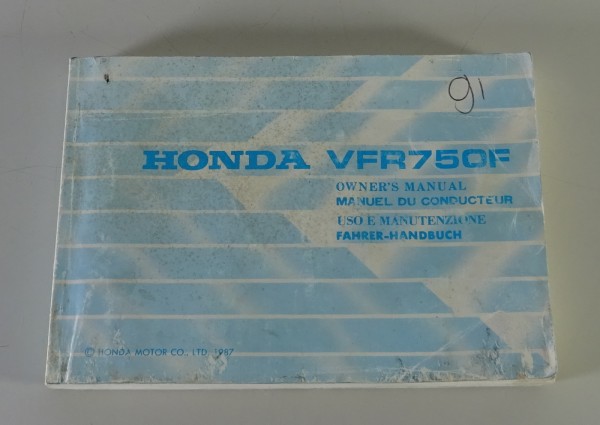 91
HONDA VFR750F
OWNER'S MANUAL
MANUEL DU CONDUCTEUR
USO E MANUTENZIONE
FAHRER-HANDBUCH
© HONDA MOTOR CO., LTD. 1987